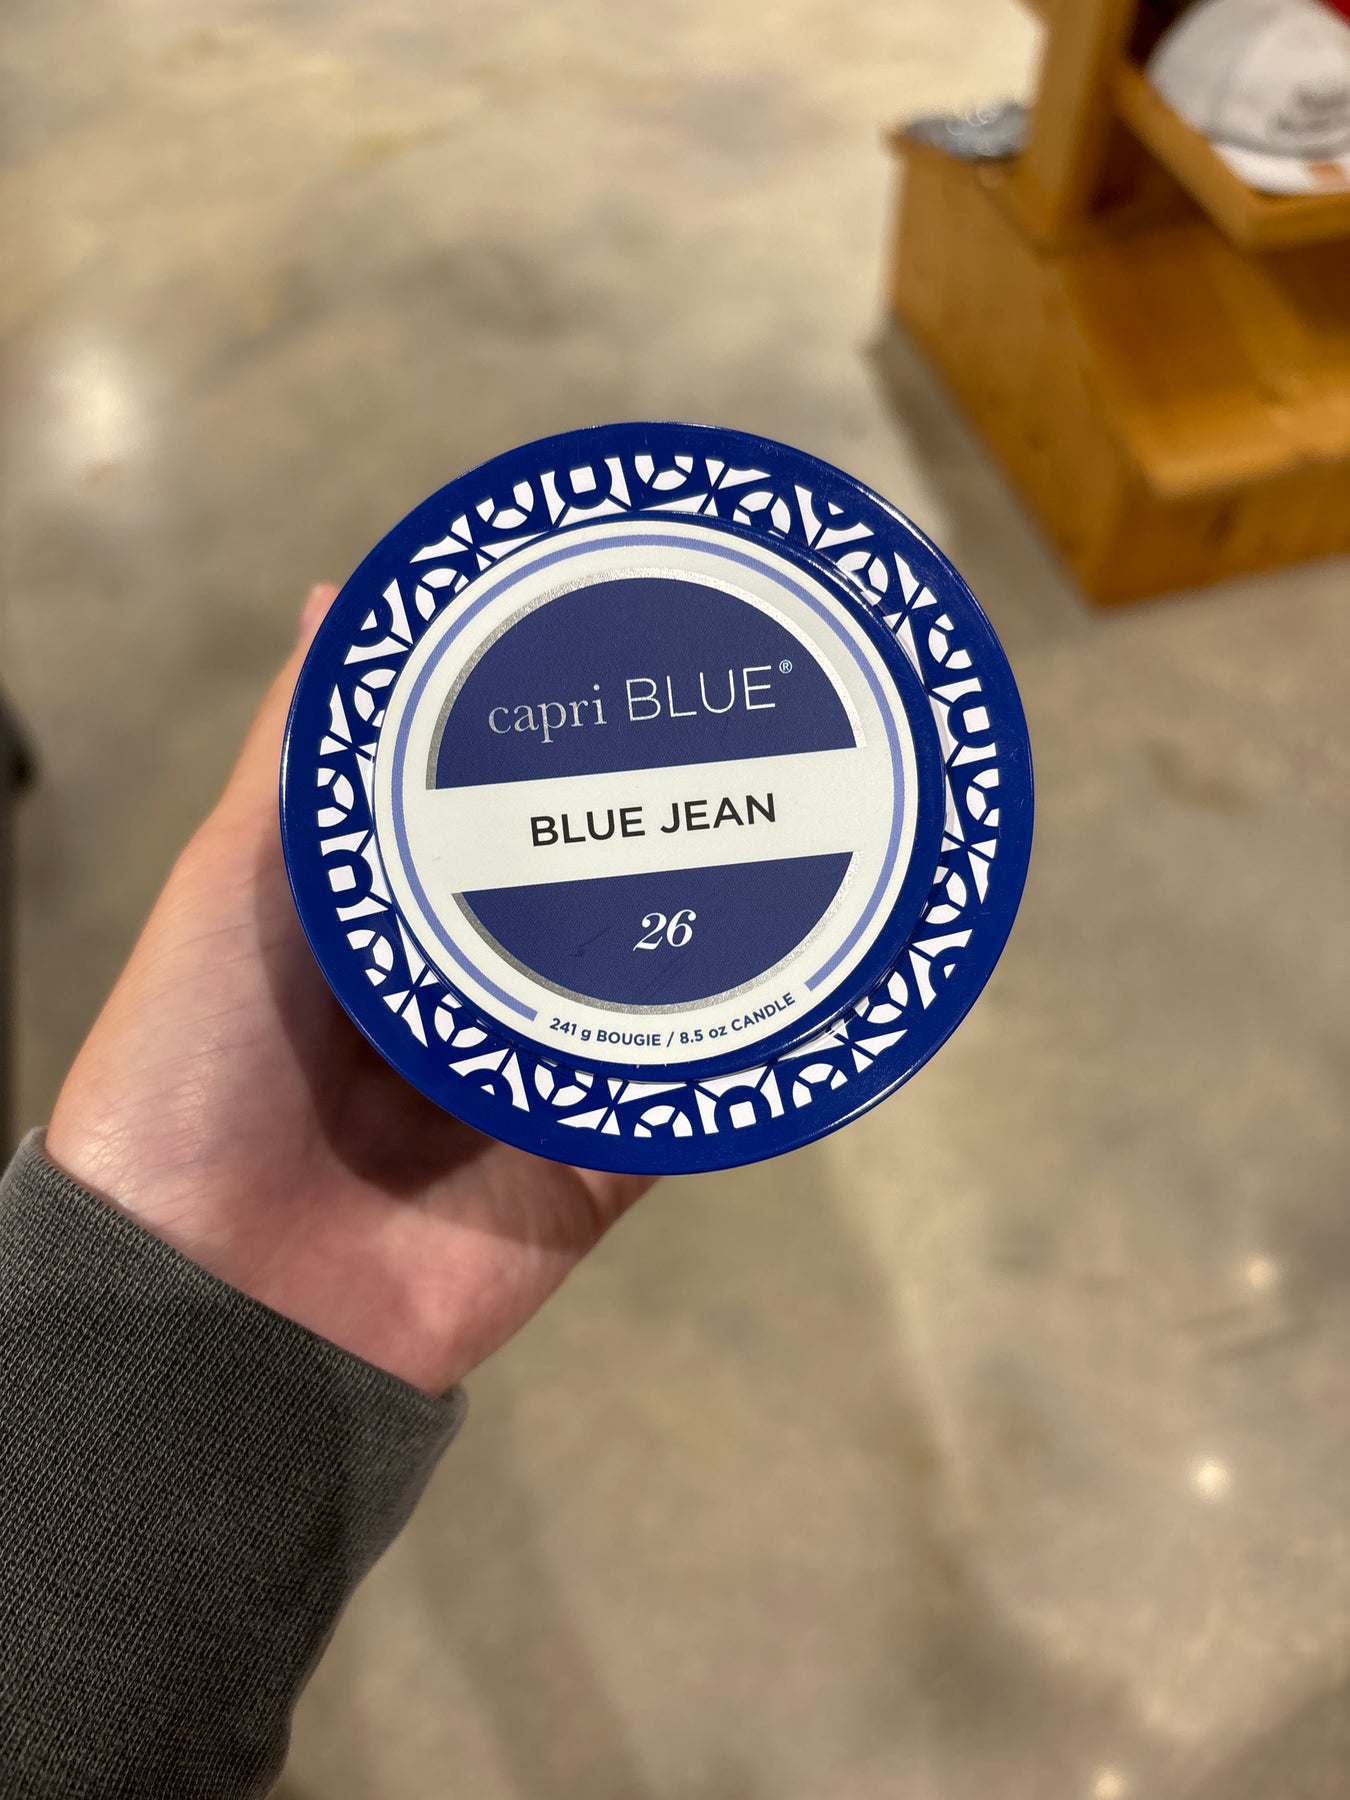 capri BLUE®
BLUE JEAN
26
241 g BOUGIE / 8.5 oz CANDLE